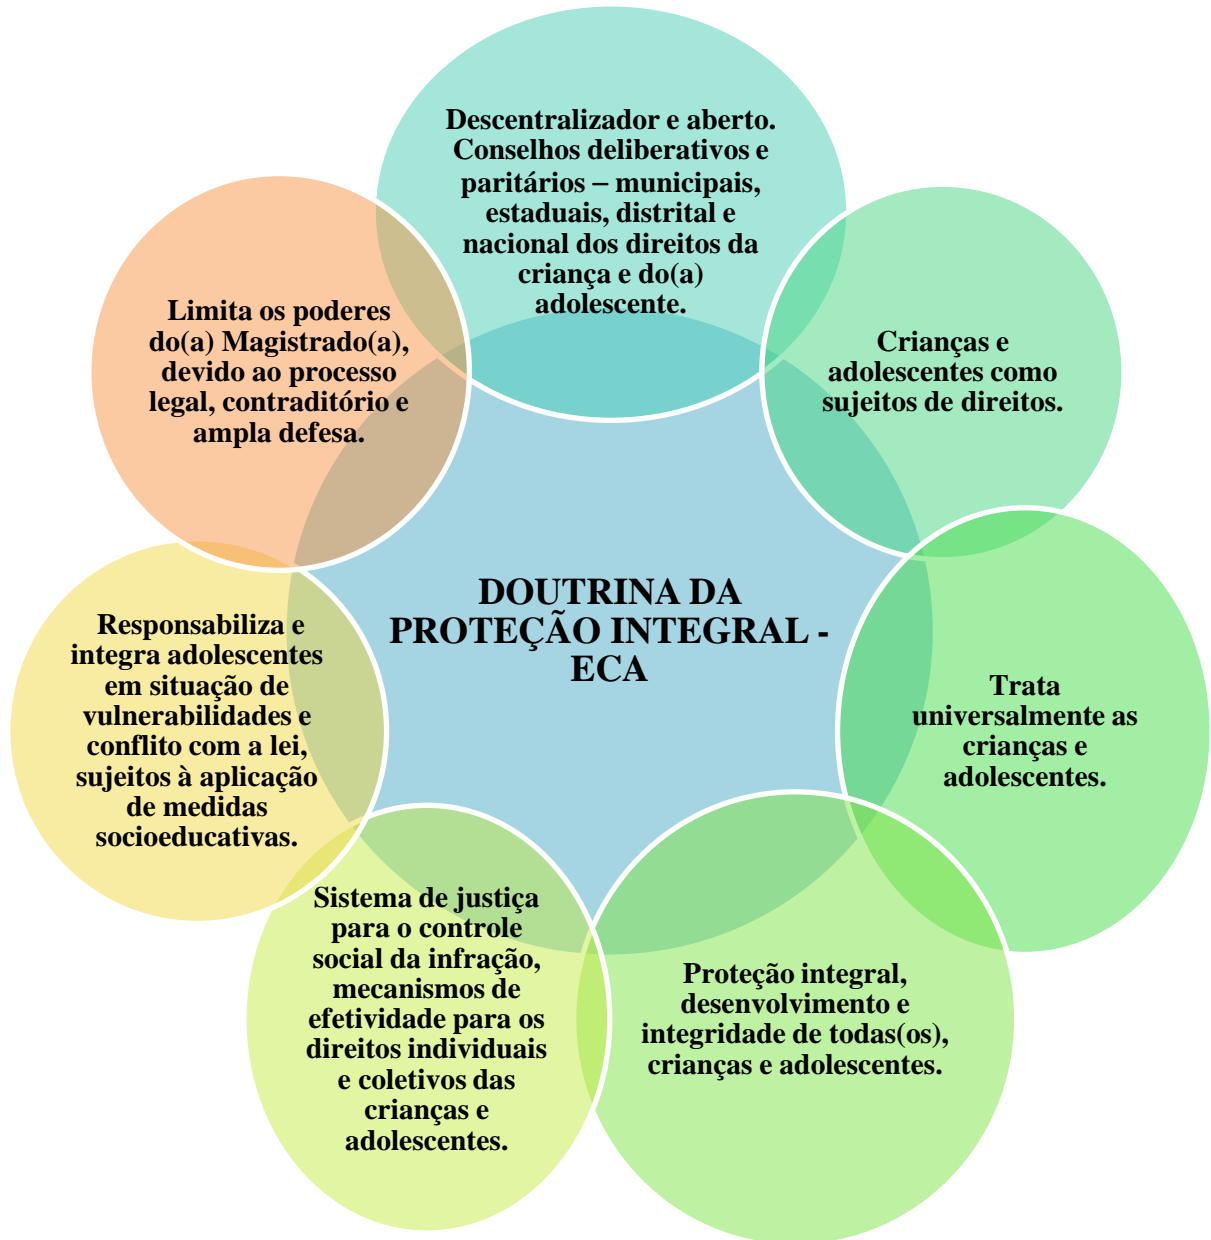 Descentralizador e aberto.
Conselhos deliberativos e
paritários – municipais,
estaduais, distrital e
nacional dos direitos da
criança e do(a)
adolescente.
Crianças e
adolescentes como
sujeitos de direitos.
Trata
universalmente as
crianças e
adolescentes.
Proteção integral,
desenvolvimento e
integridade de todas(os),
crianças e adolescentes.
Sistema de justiça
para o controle
social da infração,
mecanismos de
efetividade para os
direitos individuais
e coletivos das
crianças e
adolescentes.
Responsabiliza e
integra adolescentes
em situação de
vulnerabilidades e
conflito com a lei,
sujeitos à aplicação
de medidas
socioeducativas.
Limita os poderes
do(a) Magistrado(a),
devido ao processo
legal, contraditório e
ampla defesa.
DOUTRINA DA
PROTEÇÃO INTEGRAL -
ECA